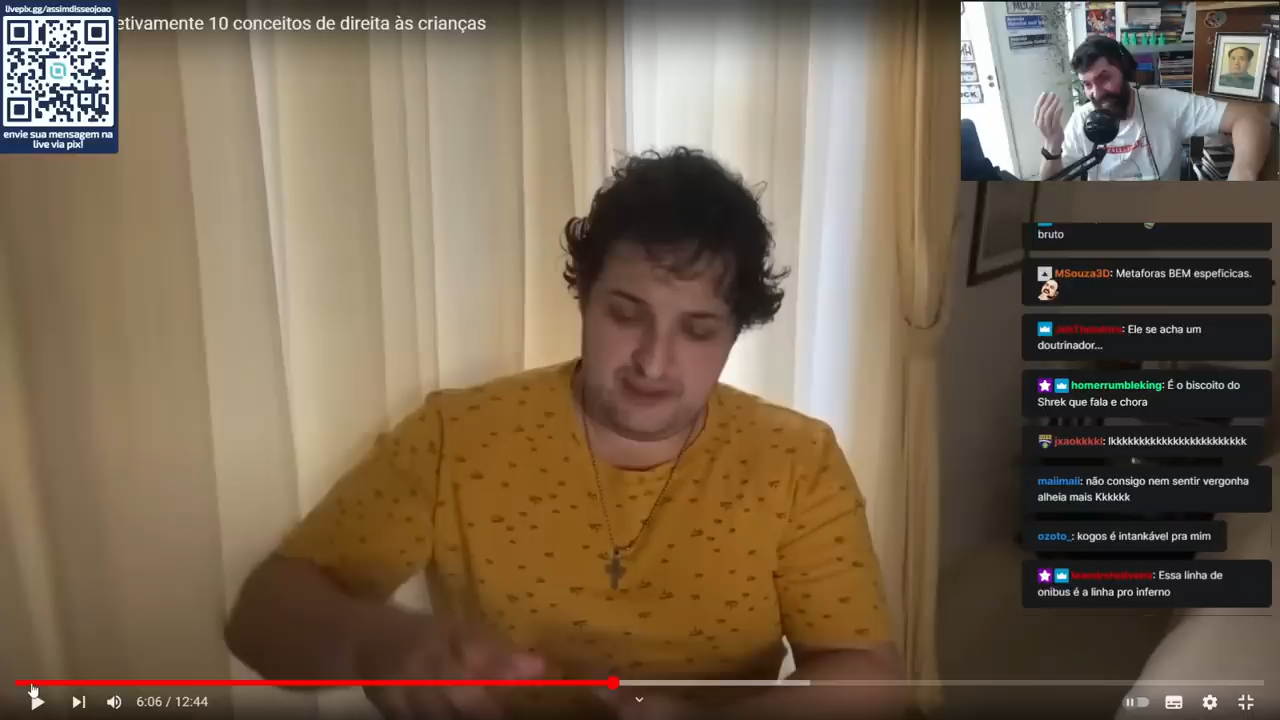 livepix.gg/assimdisseojoao
etivamente 10 conceitos de direita às crianças
envie sua mensagem na
live via pix!
bruto
MSouza3D: Metaforas BEM espeficicas.
: Ele se acha um
doutrinador...
homerrumbleking: É o biscoito do
Shrek que fala e chora
jxaokkkkl: lkkkkkkkkkkkkkkkkkkkkkkkk
maiimaii: não consigo nem sentir vergonha
alheia mais Kkkkkk
ozoto_: kogos é intankável pra mim
: Essa linha de
onibus é a linha pro inferno
6:06 / 12:44